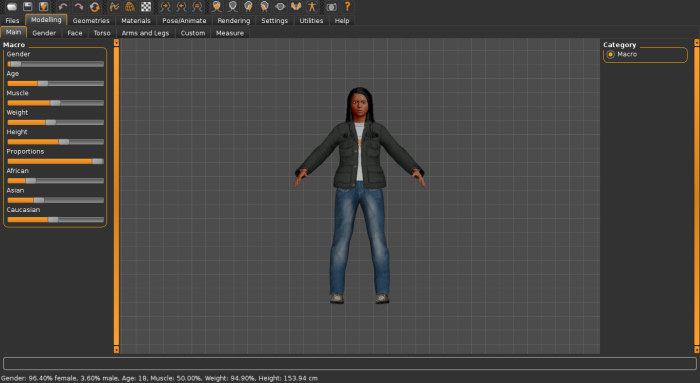 Files Modelling Geometries Materials Pose/Animate Rendering Settings Utilities Help
Main Gender Face Torso Arms and Legs Custom Measure
Macro
Gender
Age
Muscle
Weight
Height
Proportions
African
Asian
Caucasian
Category
Macro
Gender: 96.40% female, 3.60% male, Age: 18, Muscle: 50.00%, Weight: 94.90%, Height: 153.94 cm